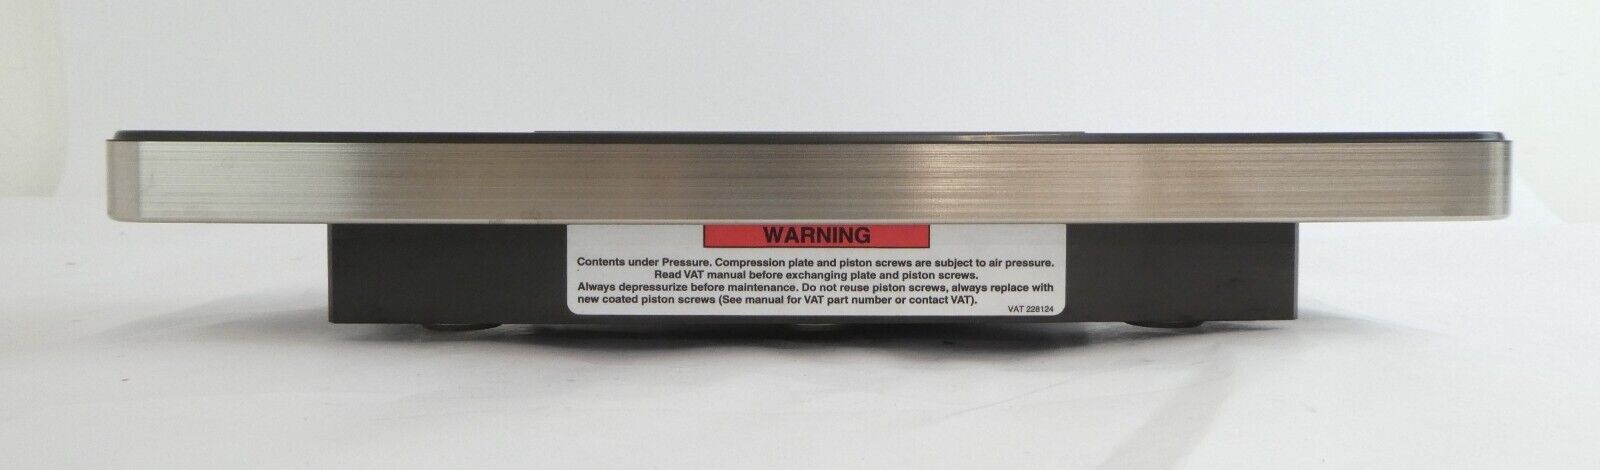 WARNING
Contents under Pressure. Compression plate and piston screws are subject to air pressure.
Read VAT manual before exchanging plate and piston screws.
Always depressurize before maintenance. Do not reuse piston screws, always replace with
new coated piston screws (See manual for VAT part number or contact VAT).
VAT 228124